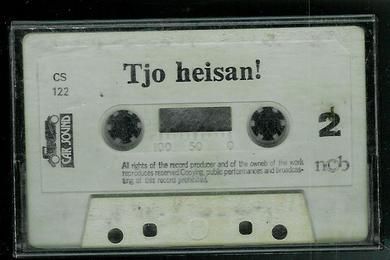 Tjo heisan!
CS
122
CAR SOUND
2
100 50 0
All rights of the record producer and of the owneb of the work
reproduces reserved Copying, public performances and broadcas-
ting of this record prohibited.
ncb